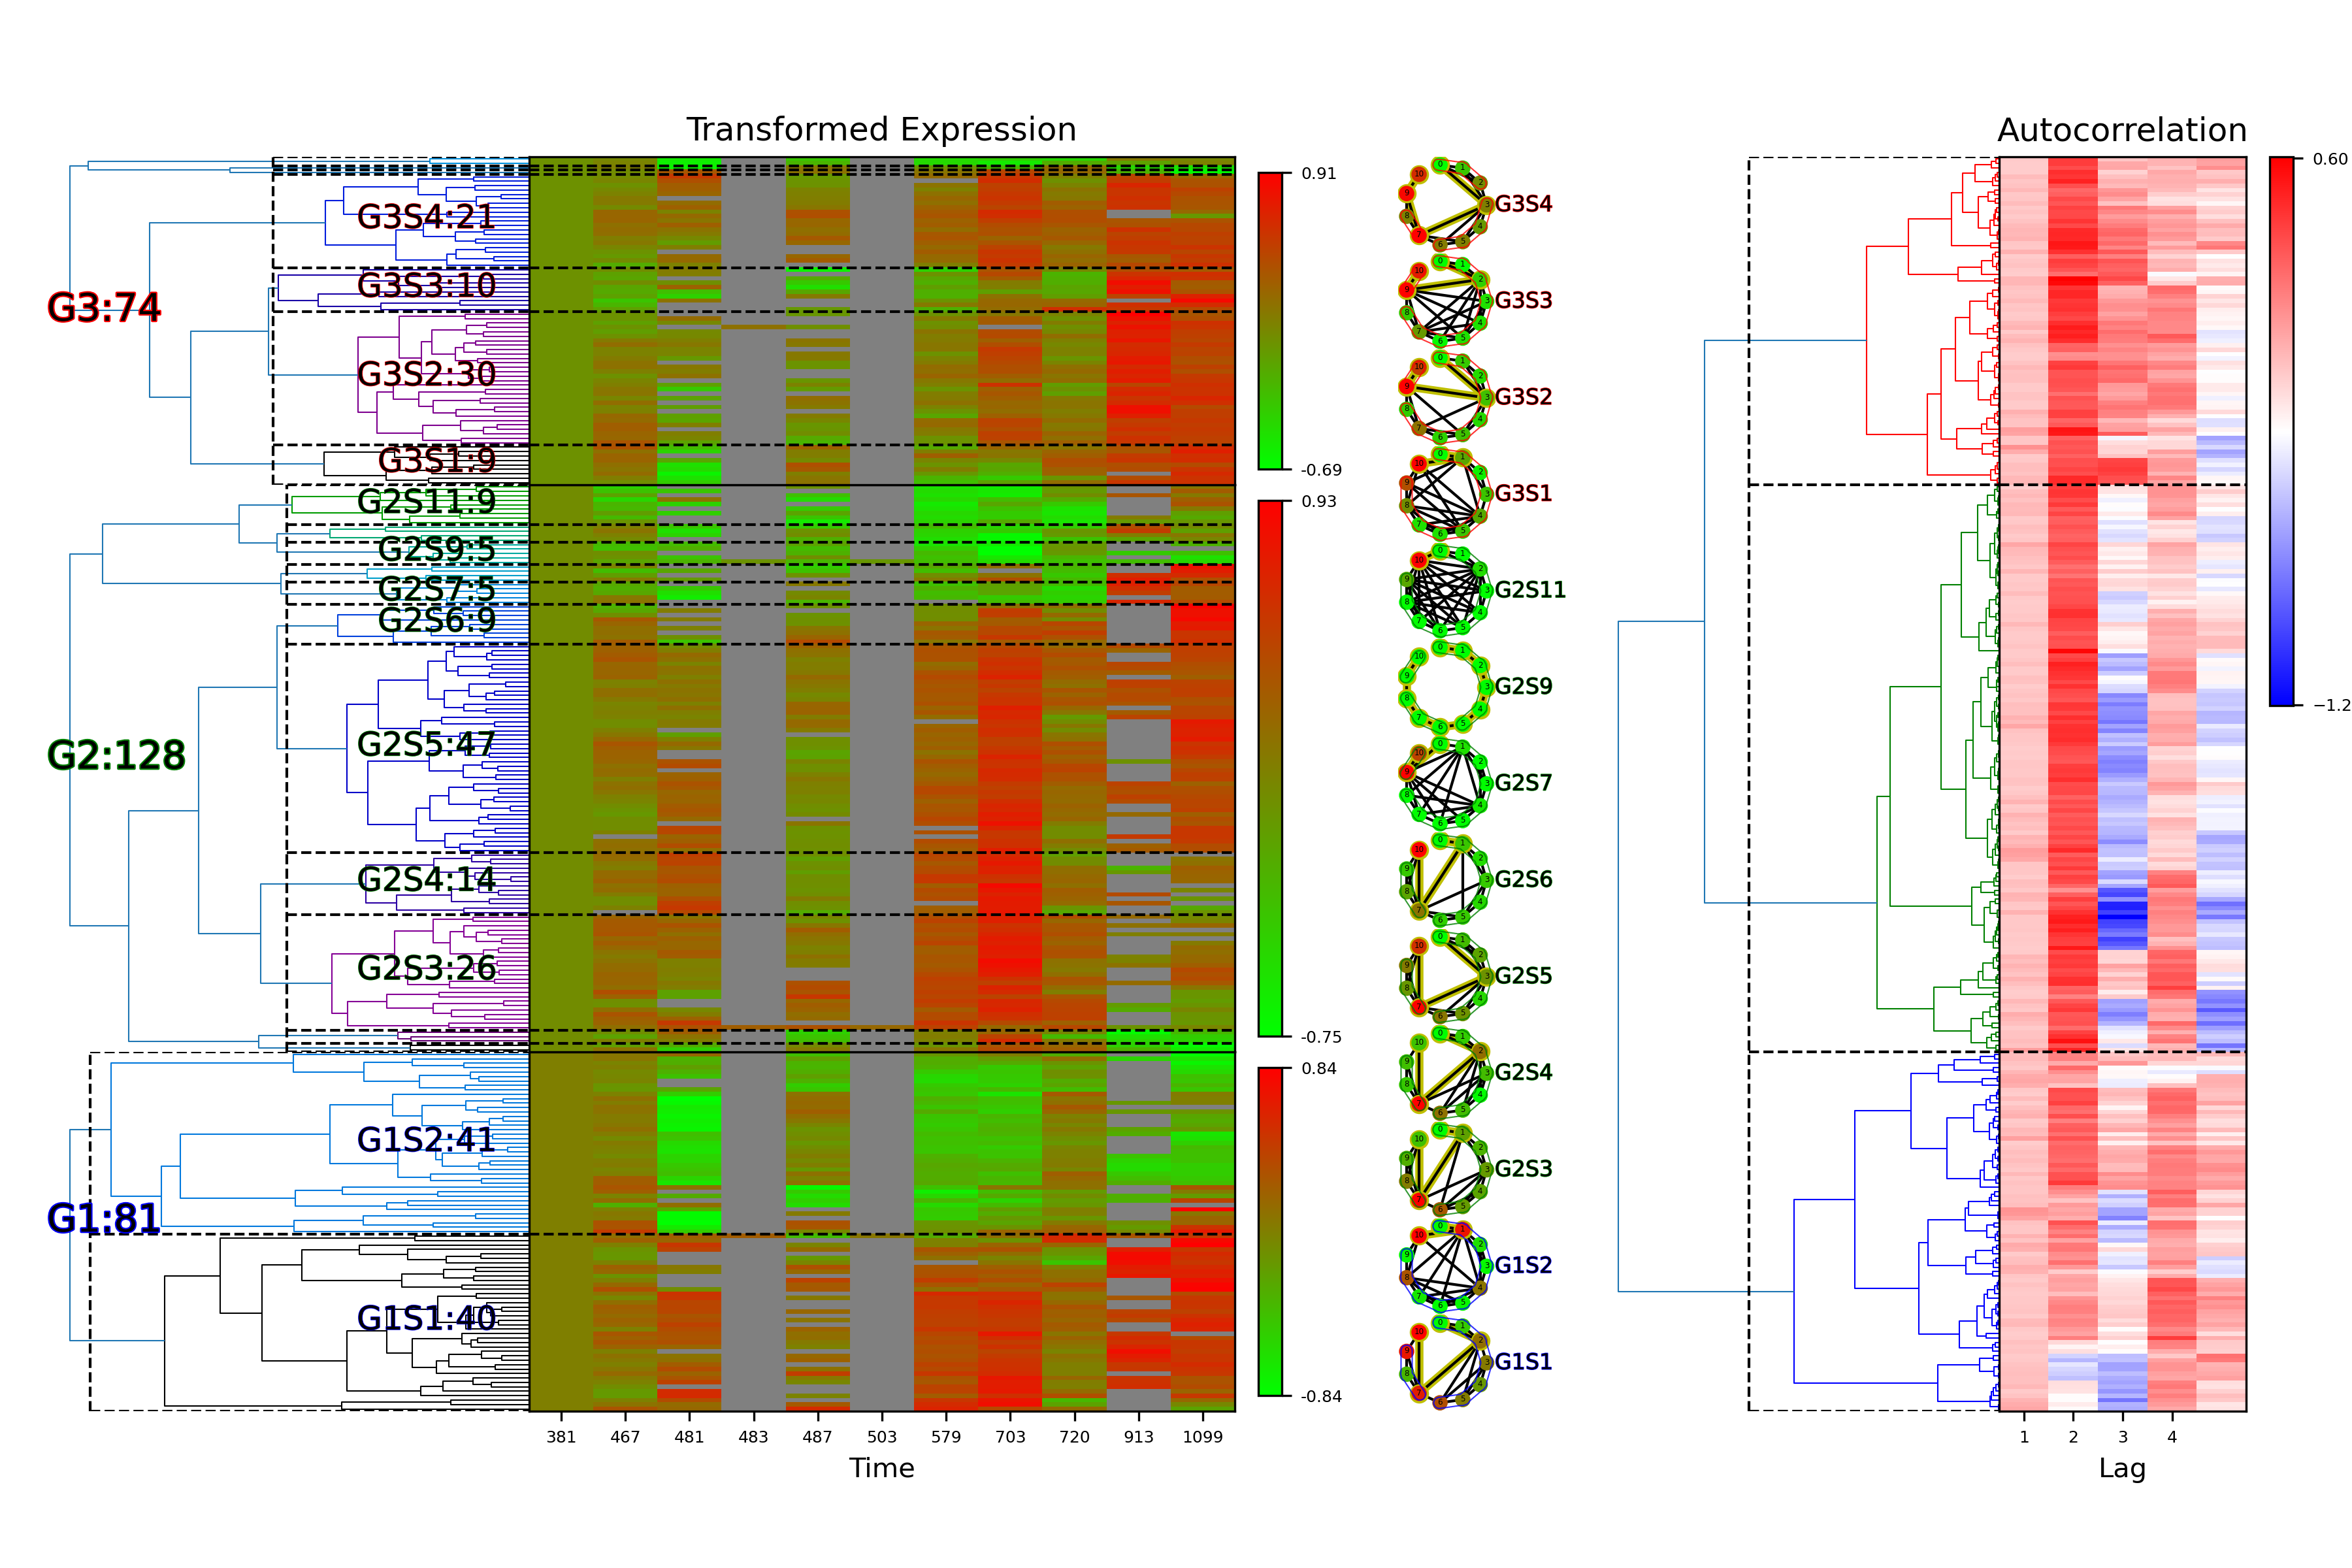 Transformed Expression
Autocorrelation
G3:74
G3S4:21
G3S3:10
G3S2:30
G3S1:9
G2:128
G2S11:9
G2S9:5
G2S7:5
G2S6:9
G2S5:47
G2S4:14
G2S3:26
G1:81
G1S2:41
G1S1:40
0.91
-0.69
0.93
-0.75
0.84
-0.84
G3S4
G3S3
G3S2
G3S1
G2S11
G2S9
G2S7
G2S6
G2S5
G2S4
G2S3
G1S2
G1S1
0.60
−1.2
381 467 481 483 487 503 579 703 720 913 1099
Time
1 2 3 4
Lag